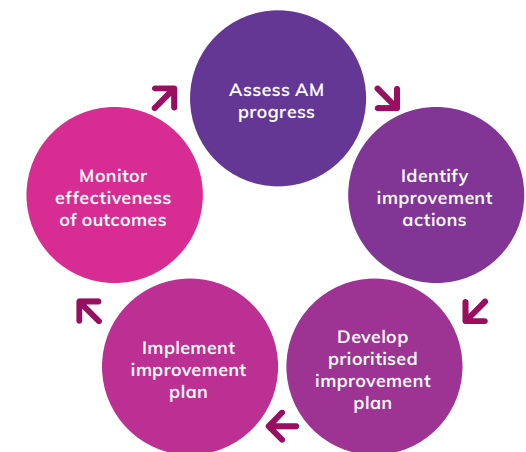 Assess AM
progress
Identify
improvement
actions
Develop
prioritised
improvement
plan
Implement
improvement
plan
Monitor
effectiveness
of outcomes